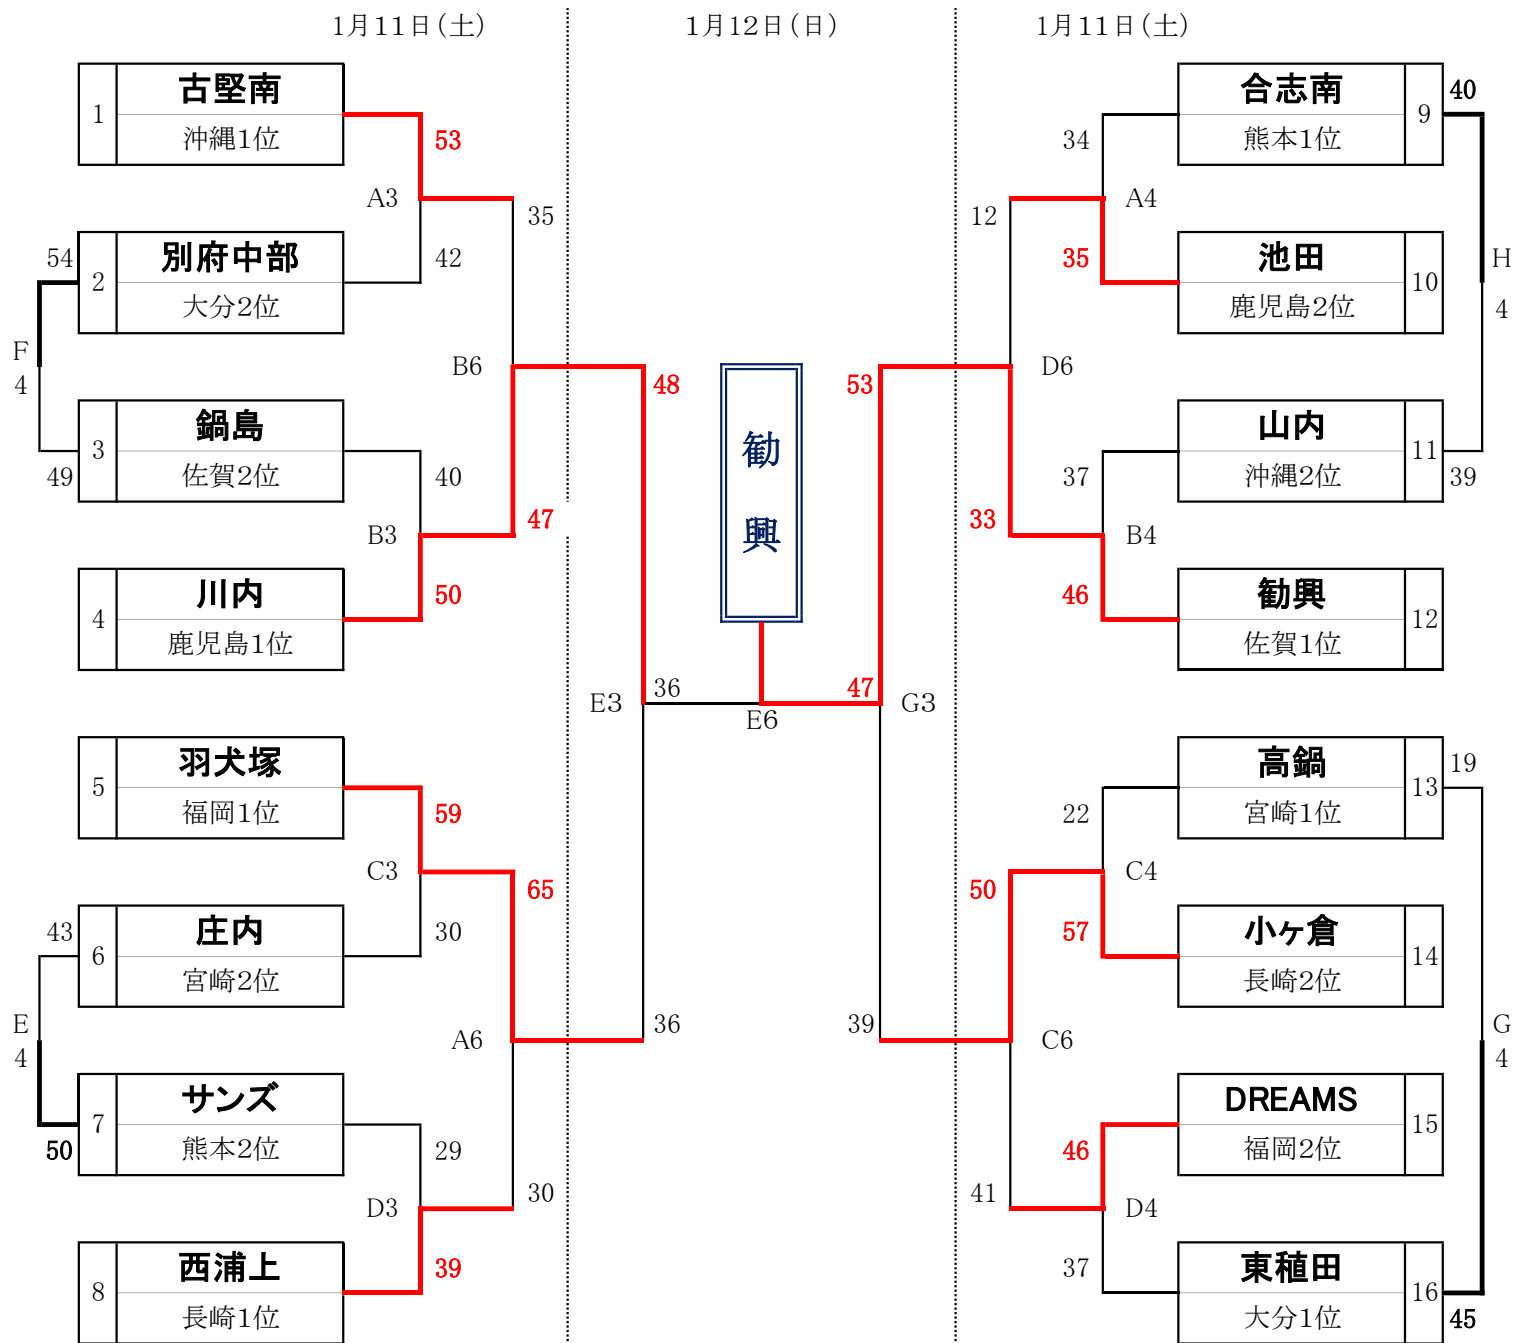 1月11日(土)
1月12日(日)
1月11日(土)
1
古堅南
沖縄1位
53
A3
35
54
2
別府中部
大分2位
42
F
4
B6
48
3
鍋島
佐賀2位
49
40
B3
47
4
川内
鹿児島1位
50
E3
36
5
羽犬塚
福岡1位
59
C3
65
43
6
庄内
宮崎2位
30
E
4
A6
36
7
サンズ
熊本2位
50
29
D3
30
8
西浦上
長崎1位
39
勧
興
47
E6
合志南
熊本1位
9
40
34
12
A4
池田
鹿児島2位
10
35
H
4
53
D6
山内
沖縄2位
11
39
37
33
B4
勧興
佐賀1位
12
46
G3
高鍋
宮崎1位
13
19
22
50
C4
小ヶ倉
長崎2位
14
57
G
4
39
C6
DREAMS
福岡2位
15
46
41
D4
37
東稙田
大分1位
16
45